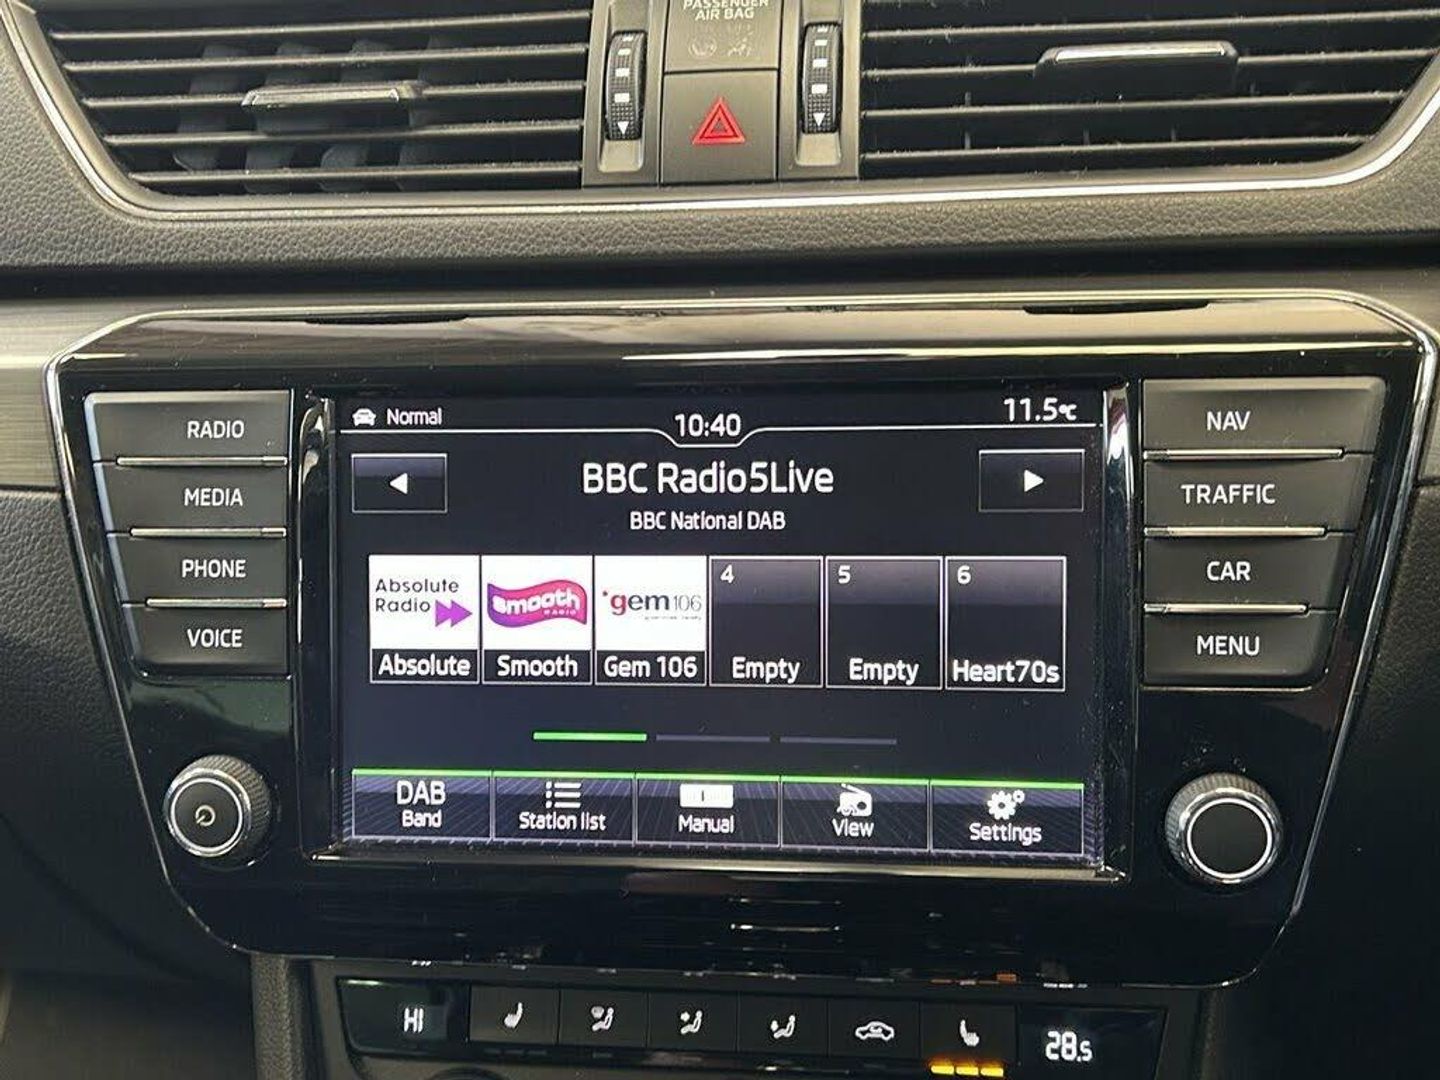 PASSENGER
AIR BAG
RADIO
MEDIA
PHONE
VOICE
NAV
TRAFFIC
CAR
MENU
Normal
10:40
11.5°C
BBC Radio5Live
BBC National DAB
Absolute
Radio
Absolute
smooth
RADIO
Smooth
gem106
Gem 106
4
Empty
5
Empty
6
Heart70s
DAB
Band
Station list
Manual
View
Settings
HI
28.5